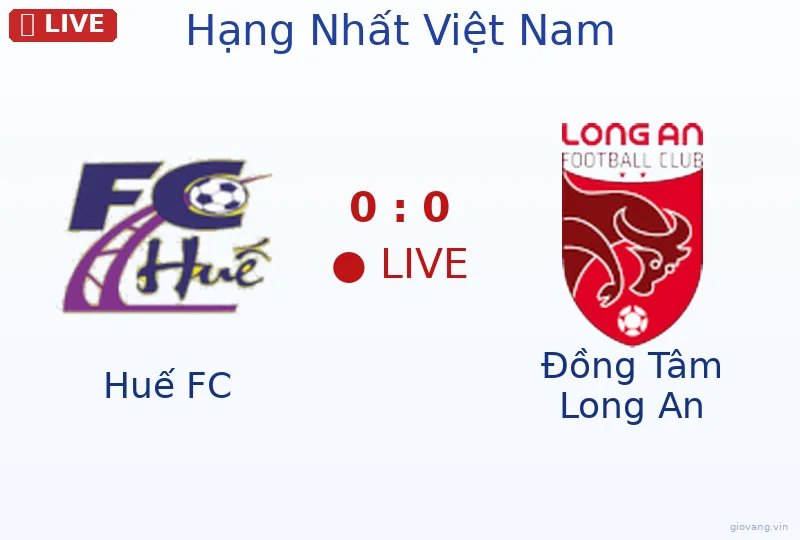 LIVE
Hạng Nhất Việt Nam
FC
Huế
0 : 0
● LIVE
LONG AN
FOOTBALL CLUB
Huế FC
Đồng Tâm
Long An
giovang.vin